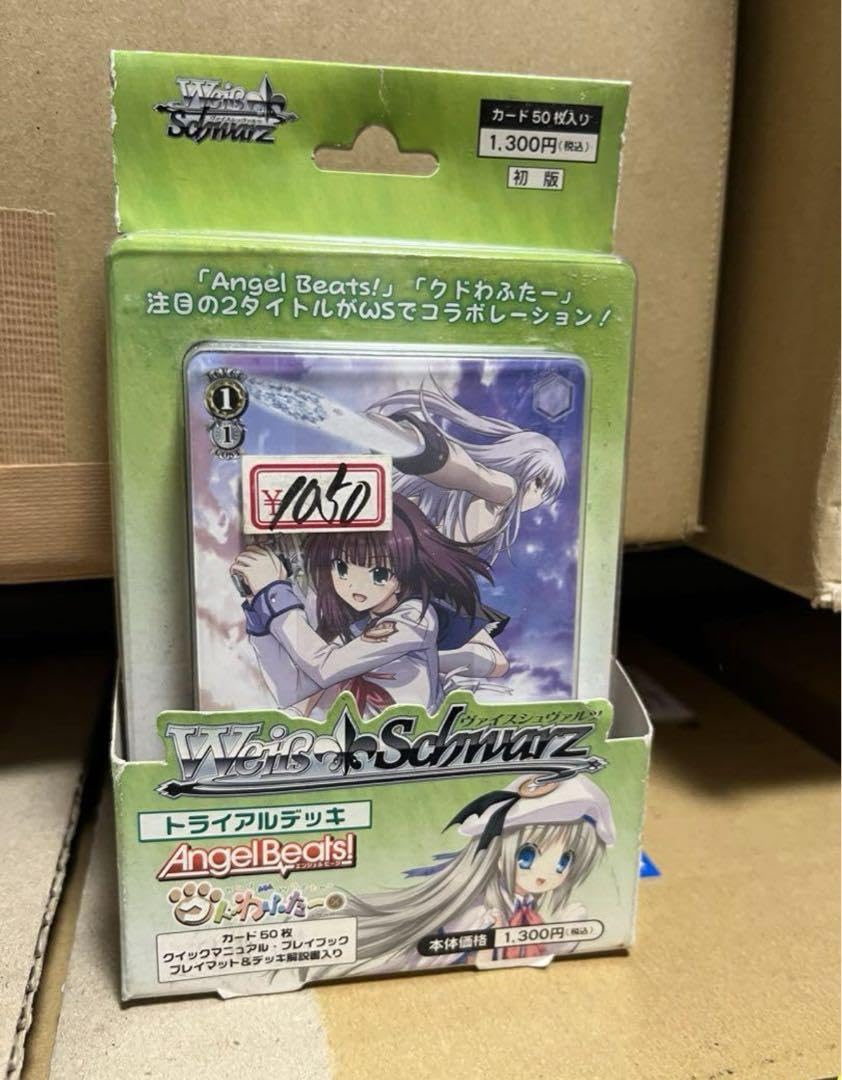 Weiß Schwarz
ヴァイスシュヴァルツ
カード50枚入り
1,300円(税込)
初版
「Angel Beats!」「クドわふたー」
注目の2タイトルがWSでコラボレーション!
LEVEL
1
1
COST
¥1050
ヴァイスシュヴァルツ
Weiß Schwarz
トライアルデッキ
Angel Beats!
エンジェルビーツ
クドわふたー
カード50枚
クイックマニュアル・プレイブック
プレイマット&デッキ解説書入り
本体価格 1,300円(税込)